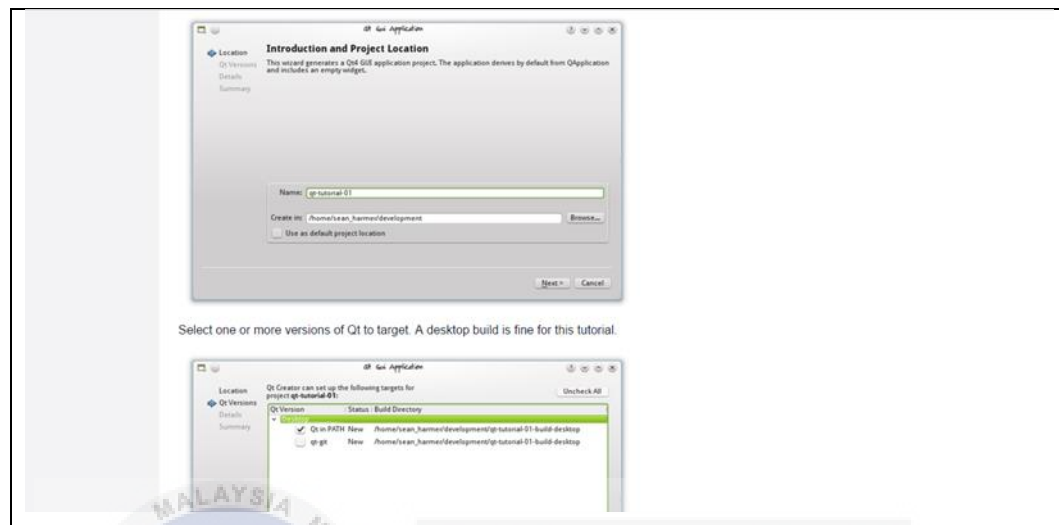 Qt Gui Application
Location
Qt Versions
Details
Summary
Introduction and Project Location
This wizard generates a Qt4 GUI application project. The application derives by default from QApplication
and includes an empty widget.
Name: qt-tutorial-01
Create in: /home/sean_harmer/development
Browse...
Use as default project location
Next >
Cancel
Select one or more versions of Qt to target. A desktop build is fine for this tutorial.
Qt Gui Application
Location
Qt Versions
Details
Summary
Qt Creator can set up the following targets for
project qt-tutorial-01:
Uncheck All
Qt Version Status Build Directory
Desktop
Qt in PATH New /home/sean_harmer/development/qt-tutorial-01-build-desktop
qt-git New /home/sean_harmer/development/qt-tutorial-01-build-desktop
MALAYSIA